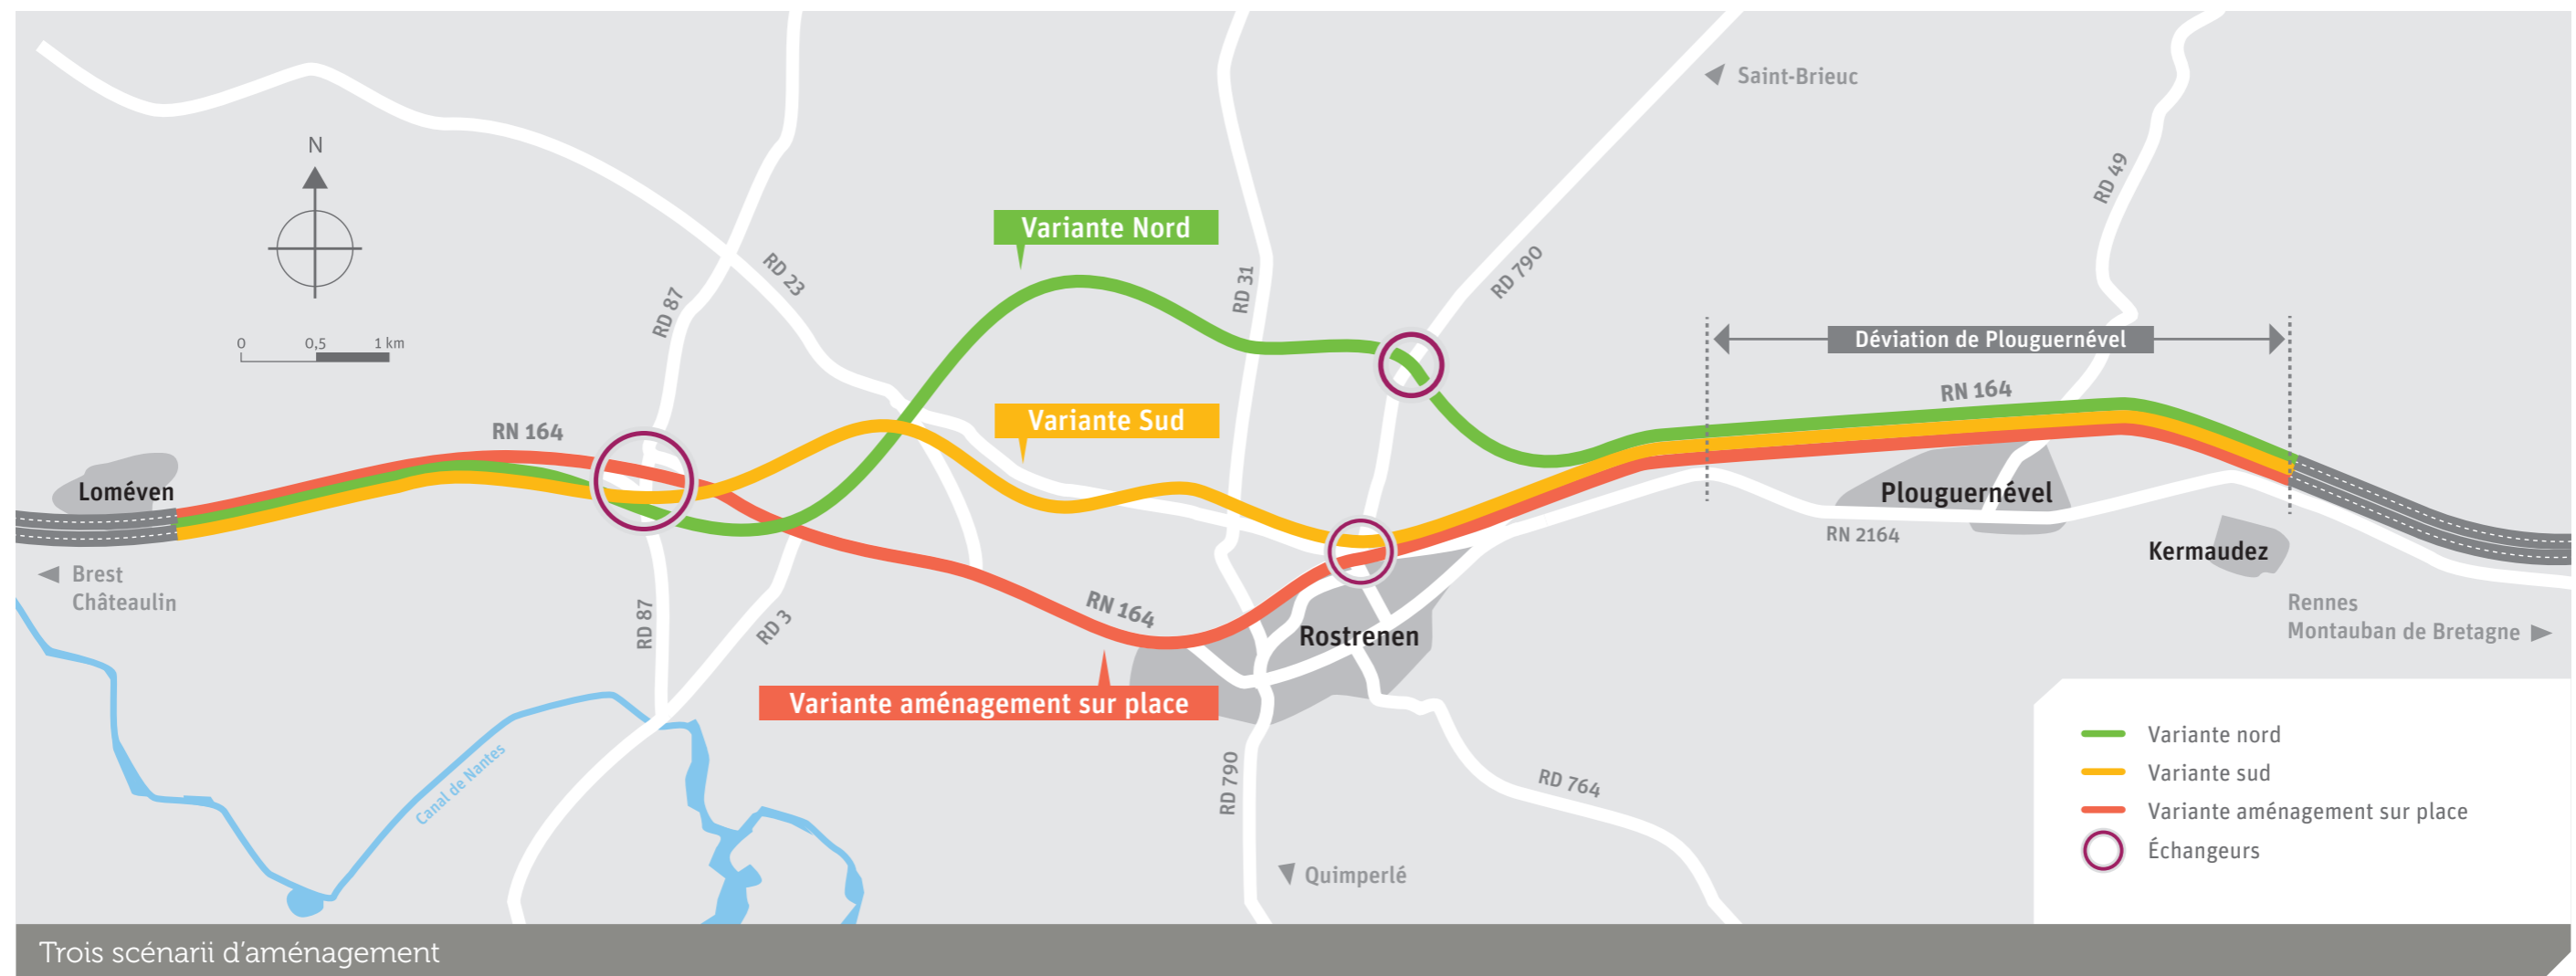 Saint-Brieuc
N
RD 49
Variante Nord
RD 23
RD 31
RD 790
RD 87
0 0,5 1 km
Déviation de Plouguernével
RN 164
Variante Sud
RN 164
Loméven
Plouguernével
RN 2164
Kermaudez
Brest
Châteaulin
RD 87
RD 3
RN 164
Rostrenen
Rennes
Montauban de Bretagne
Variante aménagement sur place
Canal de Nantes
RD 790
RD 764
Quimperlé
Variante nord
Variante sud
Variante aménagement sur place
Échangeurs
Trois scénarii d'aménagement